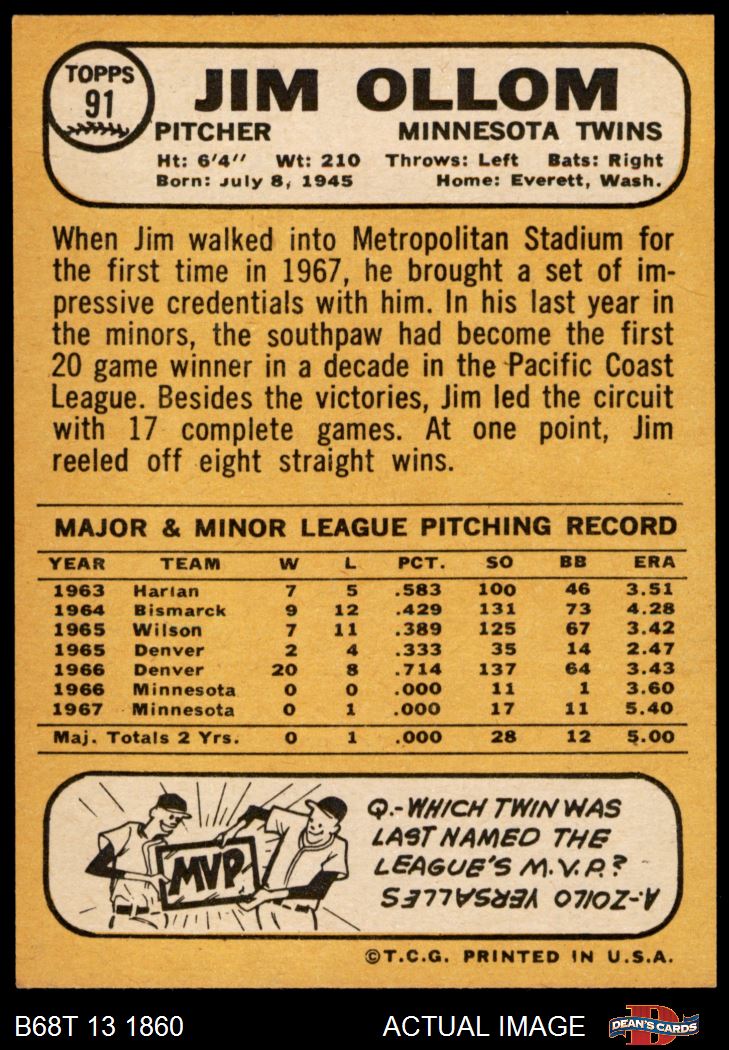 TOPPS
91
JIM OLLOM
PITCHER MINNESOTA TWINS
Ht: 6'4" Wt: 210 Throws: Left Bats: Right
Born: July 8, 1945 Home: Everett, Wash.
When Jim walked into Metropolitan Stadium for
the first time in 1967, he brought a set of im-
pressive credentials with him. In his last year in
the minors, the southpaw had become the first
20 game winner in a decade in the Pacific Coast
League. Besides the victories, Jim led the circuit
with 17 complete games. At one point, Jim
reeled off eight straight wins.
MAJOR & MINOR LEAGUE PITCHING RECORD
YEAR TEAM W L PCT. SO BB ERA
1963 Harlan 7 5 .583 100 46 3.51
1964 Bismarck 9 12 .429 131 73 4.28
1965 Wilson 7 11 .389 125 67 3.42
1965 Denver 2 4 .333 35 14 2.47
1966 Denver 20 8 .714 137 64 3.43
1966 Minnesota 0 0 .000 11 1 3.60
1967 Minnesota 0 1 .000 17 11 5.40
Maj. Totals 2 Yrs. 0 1 .000 28 12 5.00
MVP
Q.-WHICH TWIN WAS
LAST NAMED THE
LEAGUE'S M.V.P.?
A-ZOILO VERSALLES
©T.C.G. PRINTED IN U.S.A.
B68T 13 1860 ACTUAL IMAGE D DEAN'S CARDS